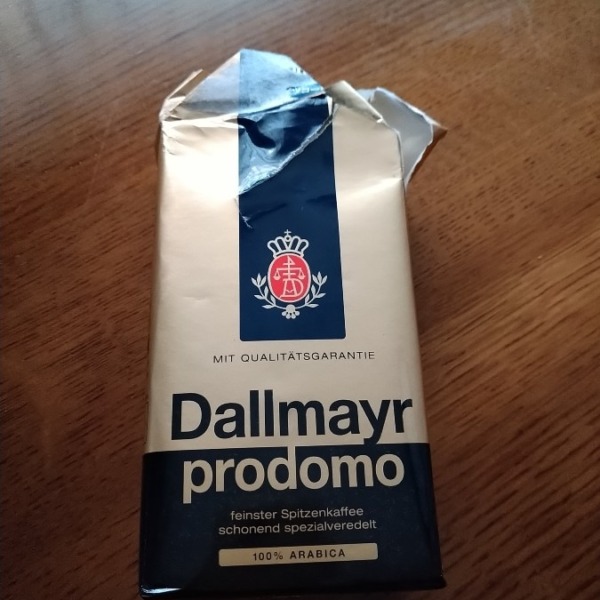 MIT QUALITÄTSGARANTIE
Dallmayr
prodomo
feinster Spitzenkaffee
schonend spezialveredelt
100% ARABICA